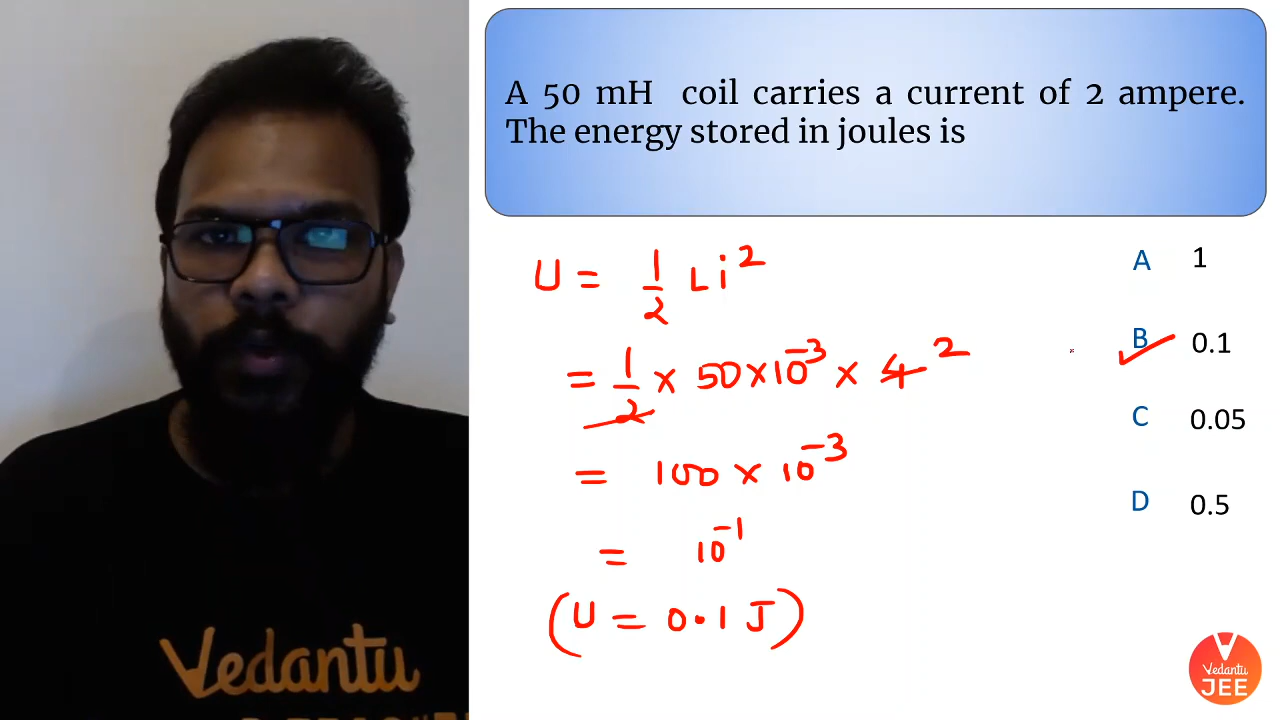 A 50 mH coil carries a current of 2 ampere.
The energy stored in joules is
U = 1/2 Li²
= 1/2 × 50×10⁻³ × 4 2
= 100 × 10⁻³
= 10⁻¹
(U = 0.1 J)
A 1
B 0.1
C 0.05
D 0.5
Vedantu
Vedantu
JEE